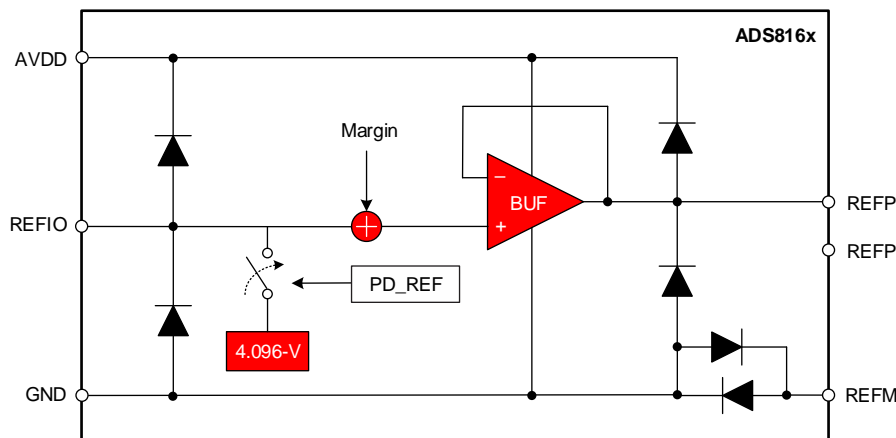 ADS816x
AVDD
Margin
−
BUF
+
REFIO
REFP
REFP
PD_REF
4.096-V
GND
REFM